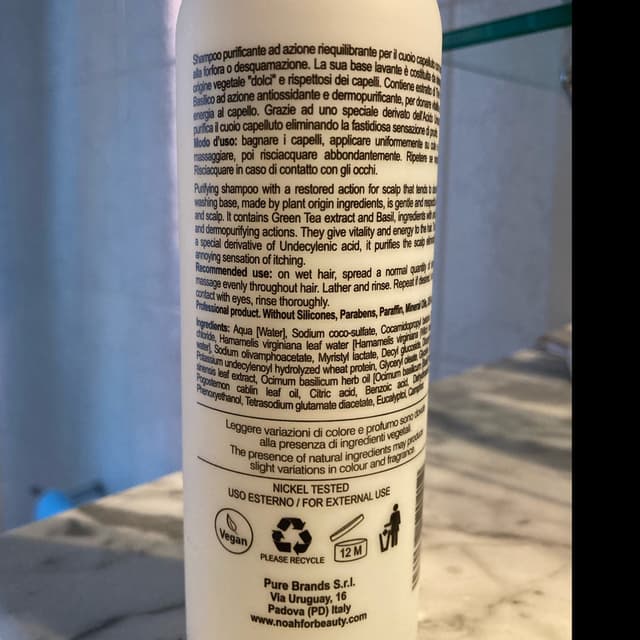 Shampoo purificante ad azione riequilibrante per il cuoio capelluto
alla forfora o desquamazione. La sua base lavante è costituita da
origine vegetale "dolci" e rispettosi dei capelli. Contiene estratto di
Basilico ad azione antiossidante e dermopurificante, per donare
energia al capello. Grazie ad uno speciale derivato dell'Acido
purifica il cuoio capelluto eliminando la fastidiosa sensazione di
Modo d'uso: bagnare i capelli, applicare uniformemente su
massaggiare, poi risciacquare abbondantemente. Ripetere se
Risciacquare in caso di contatto con gli occhi.
Purifying shampoo with a restored action for scalp that tends to
washing base, made by plant origin ingredients, is gentle and
and scalp. It contains Green Tea extract and Basil, ingredients with
and dermopurifying actions. They give vitality and energy to the
a special derivative of Undecylenic acid, it purifies the scalp
annoying sensation of itching.
Recommended use: on wet hair, spread a normal quantity
massage evenly throughout hair. Lather and rinse. Repeat if
contact with eyes, rinse thoroughly.
Professional product. Without Silicones, Parabens, Paraffin, Mineral
Ingredients: Aqua [Water], Sodium coco-sulfate, Cocamidopropyl
chloride, Hamamelis virginiana leaf water [Hamamelis virginiana
water], Sodium olivamphoacetate, Myristyl lactate, Decyl glucoside,
Potassium undecylenoyl hydrolyzed wheat protein, Glyceryl oleate,
sinensis leaf extract, Ocimum basilicum herb oil [Ocimum
Pogostemon cablin leaf oil, Citric acid, Benzoic acid,
Phenoxyethanol, Tetrasodium glutamate diacetate, Eucalyptol,
Leggere variazioni di colore e profumo sono
alla presenza di ingredienti vegetali.
The presence of natural ingredients may
slight variations in colour and fragrance.
NICKEL TESTED
USO ESTERNO / FOR EXTERNAL USE
Vegan
PLEASE RECYCLE
12 M
Pure Brands S.r.l.
Via Uruguay, 16
Padova (PD) Italy
www.noahforbeauty.com